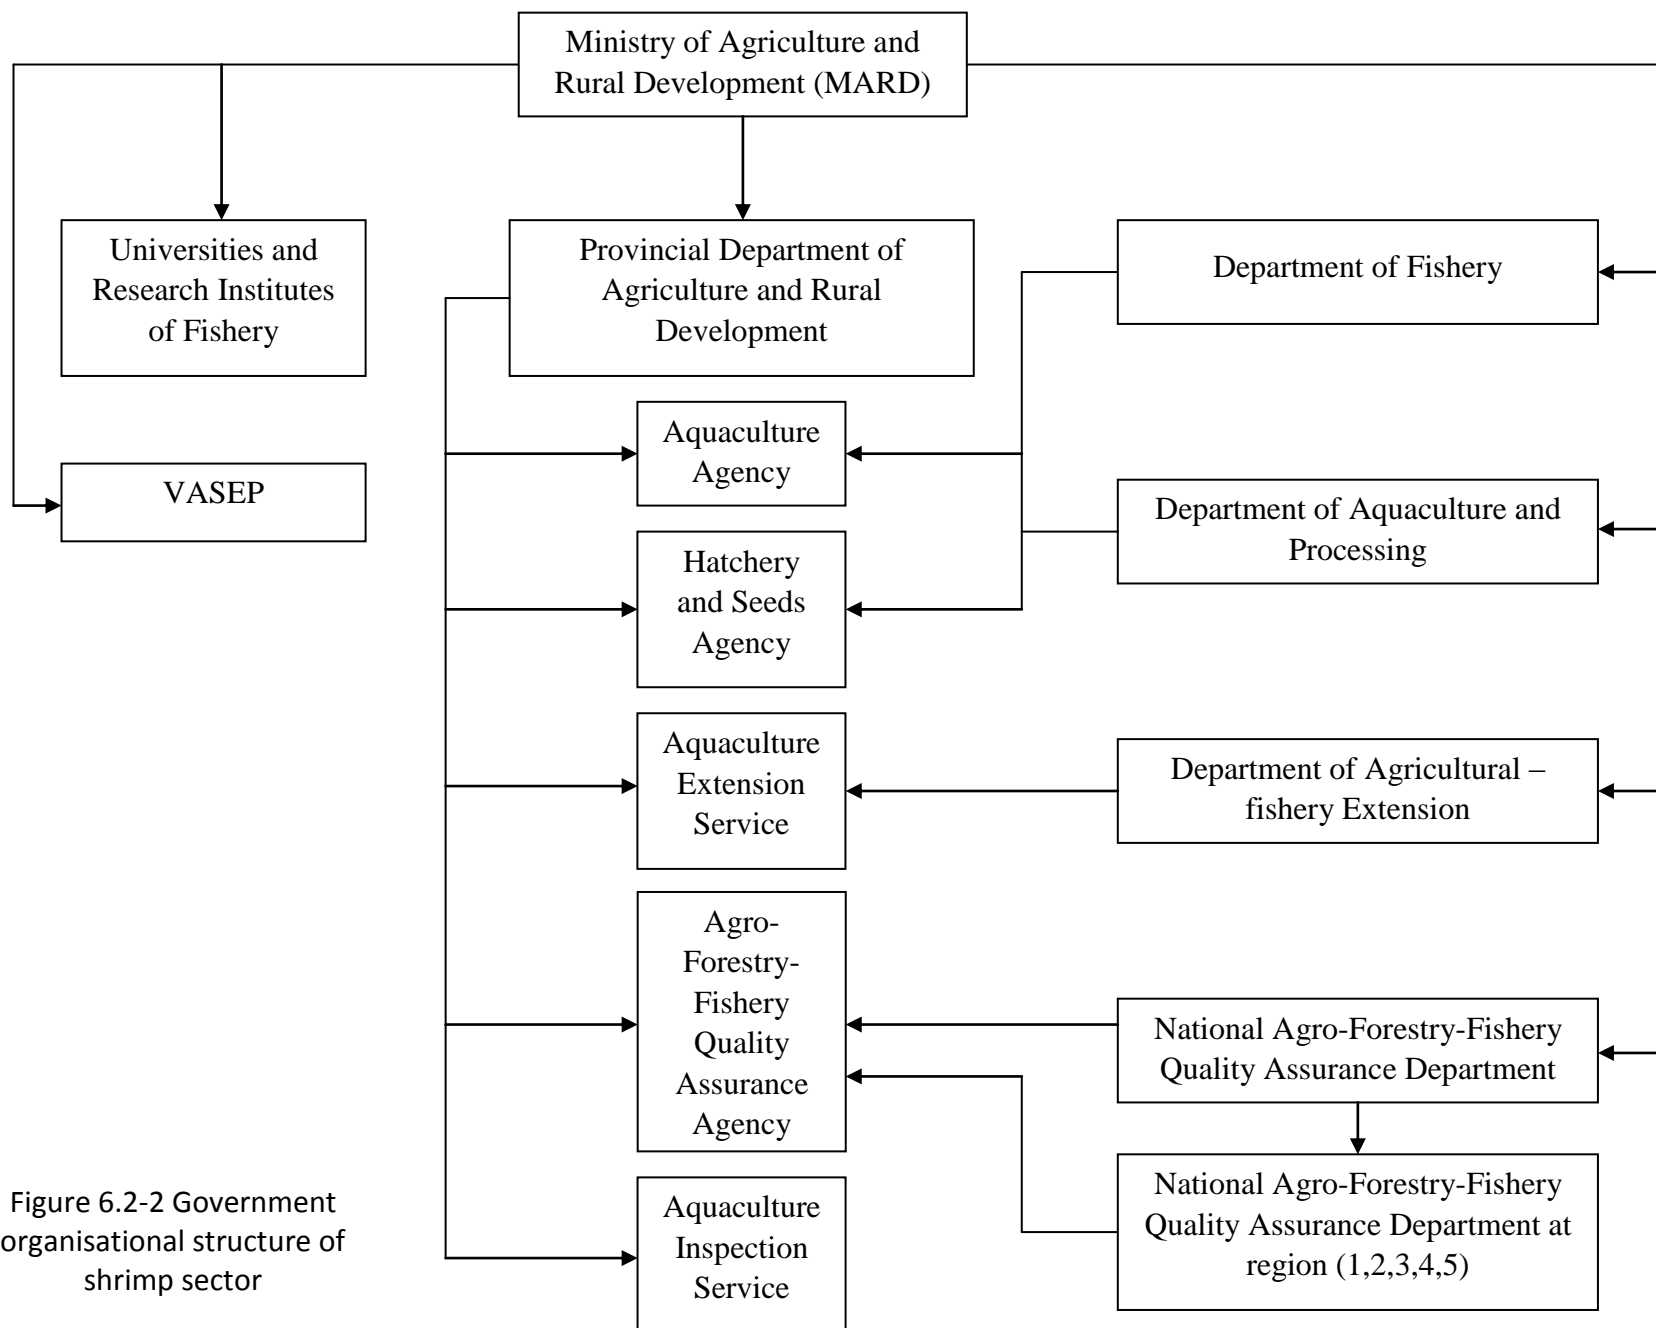 Ministry of Agriculture and
Rural Development (MARD)
Universities and
Research Institutes
of Fishery
Provincial Department of
Agriculture and Rural
Development
Department of Fishery
Aquaculture
Agency
VASEP
Department of Aquaculture and
Processing
Hatchery
and Seeds
Agency
Aquaculture
Extension
Service
Department of Agricultural –
fishery Extension
Agro-
Forestry-
Fishery
Quality
Assurance
Agency
National Agro-Forestry-Fishery
Quality Assurance Department
National Agro-Forestry-Fishery
Quality Assurance Department at
region (1,2,3,4,5)
Aquaculture
Inspection
Service
Figure 6.2-2 Government
organisational structure of
shrimp sector